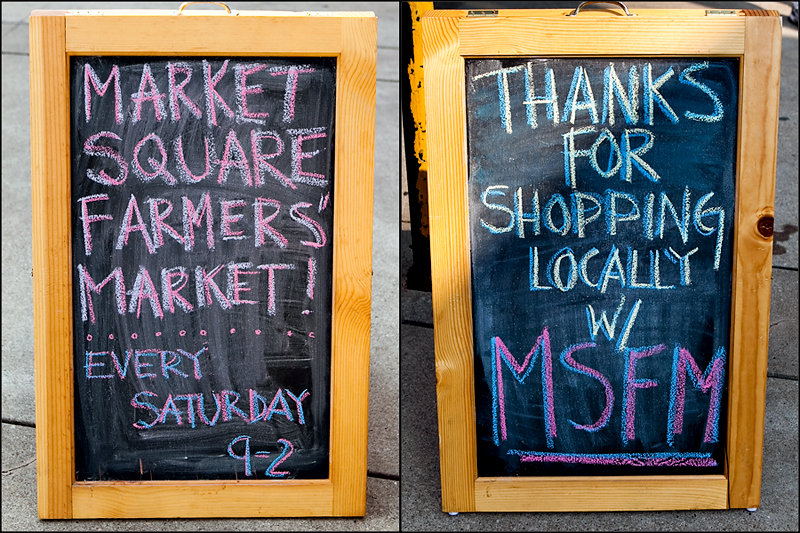 MARKET
SQUARE
FARMERS"
MARKET!
EVERY
SATURDAY
9-2
THANKS
FOR
SHOPPING
LOCALLY
W/
MSFM